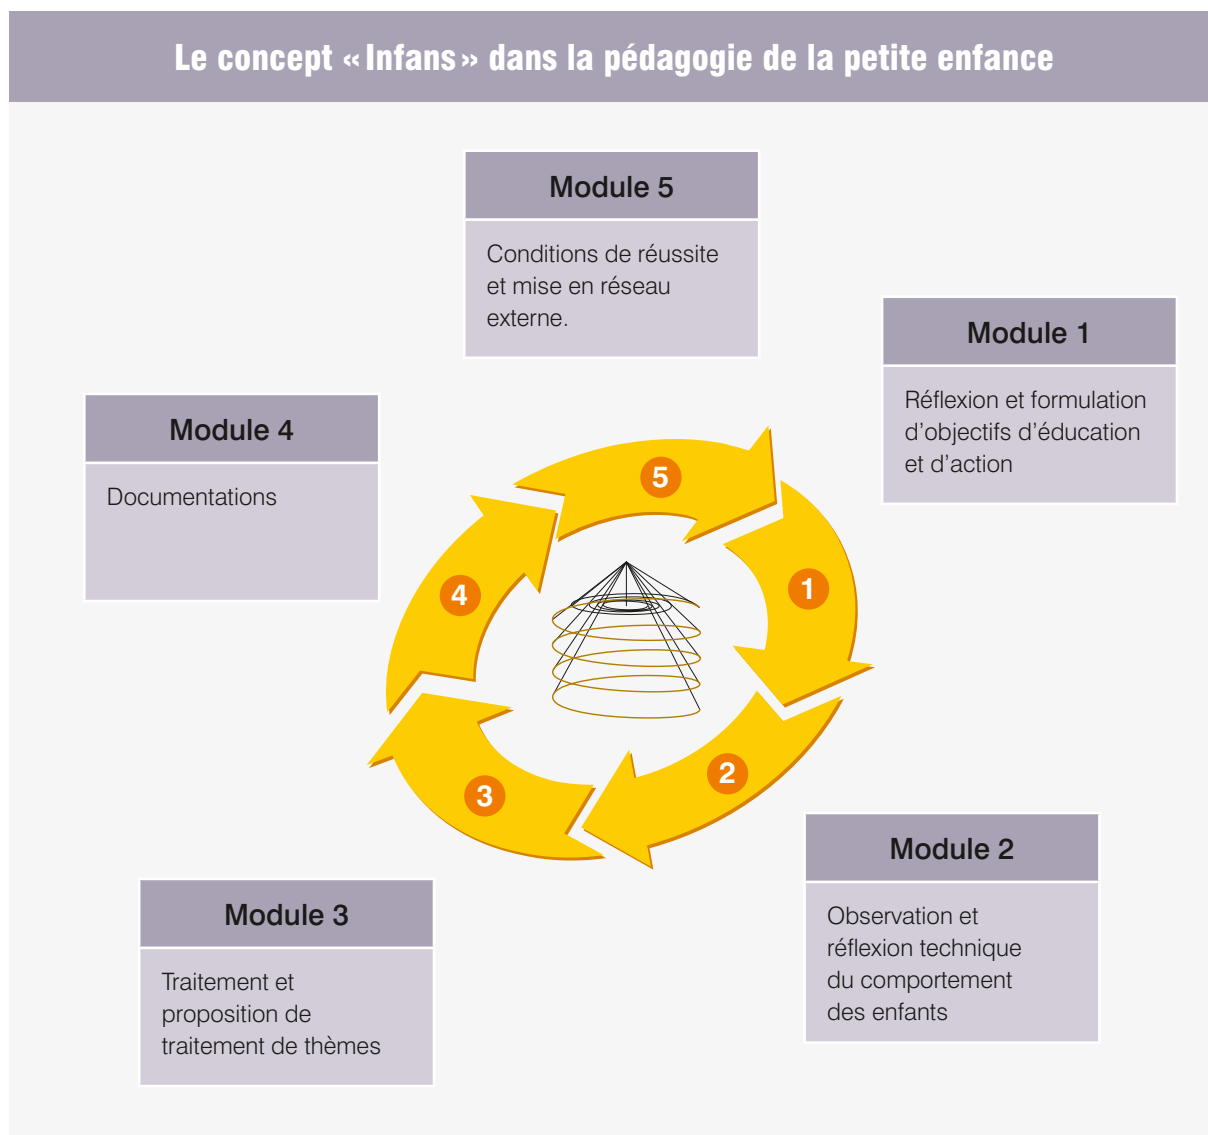 Le concept « Infans » dans la pédagogie de la petite enfance
Module 5
Conditions de réussite
et mise en réseau
externe.
Module 1
Réflexion et formulation
d’objectifs d’éducation
et d’action
Module 4
Documentations
5
1
4
2
3
Module 2
Observation et
réflexion technique
du comportement
des enfants
Module 3
Traitement et
proposition de
traitement de thèmes